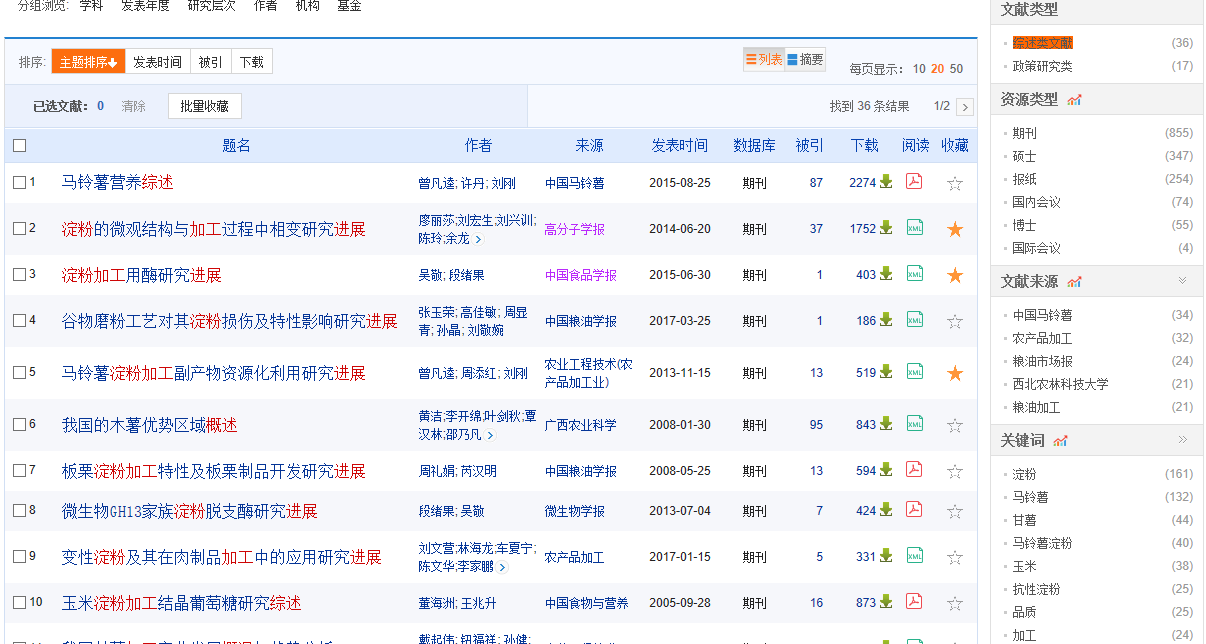 分组浏览: 学科 发表年度 研究层次 作者 机构 基金
排序: 主题排序 发表时间 被引 下载
列表 摘要
每页显示： 10 20 50
已选文献： 0 清除 批量收藏
找到 36 条结果 1/2
题名 作者 来源 发表时间 数据库 被引 下载 阅读 收藏
1 马铃薯营养综述 曾凡逵; 许丹; 刘刚 中国马铃薯 2015-08-25 期刊 87 2274
2 淀粉的微观结构与加工过程中相变研究进展 廖丽莎;刘宏生;刘兴训;
陈玲;余龙 高分子学报 2014-06-20 期刊 37 1752 XML
3 淀粉加工用酶研究进展 吴敬; 段绪果 中国食品学报 2015-06-30 期刊 1 403 XML
4 谷物磨粉工艺对其淀粉损伤及特性影响研究进展 张玉荣; 高佳敏; 周显
青; 孙晶; 刘敬婉 中国粮油学报 2017-03-25 期刊 1 186 XML
5 马铃薯淀粉加工副产物资源化利用研究进展 曾凡逵; 周添红; 刘刚 农业工程技术(农
产品加工业) 2013-11-15 期刊 13 519 XML
6 我国的木薯优势区域概述 黄洁;李开绵;叶剑秋;覃
汉林;邵乃凡 广西农业科学 2008-01-30 期刊 95 843 XML
7 板栗淀粉加工特性及板栗制品开发研究进展 周礼娟; 芮汉明 中国粮油学报 2008-05-25 期刊 13 594
8 微生物GH13家族淀粉脱支酶研究进展 段绪果; 吴敬 微生物学报 2013-07-04 期刊 7 424
9 变性淀粉及其在肉制品加工中的应用研究进展 刘文营;林海龙;车夏宁;
陈文华;李家鹏 农产品加工 2017-01-15 期刊 5 331 XML
10 玉米淀粉加工结晶葡萄糖研究综述 董海洲; 王兆升 中国食物与营养 2005-09-28 期刊 16 873
戴起伟; 钮福祥; 孙健;
文献类型
综述类文献 (36)
政策研究类 (17)
资源类型
期刊 (855)
硕士 (347)
报纸 (254)
国内会议 (74)
博士 (55)
国际会议 (4)
文献来源
中国马铃薯 (34)
农产品加工 (32)
粮油市场报 (24)
西北农林科技大学 (21)
粮油加工 (21)
关键词
淀粉 (161)
马铃薯 (132)
甘薯 (44)
马铃薯淀粉 (40)
玉米 (38)
抗性淀粉 (25)
品质 (25)
加工 (24)